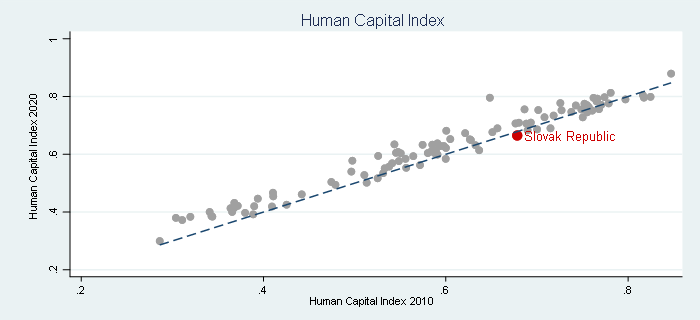 Human Capital Index
Human Capital Index 2020
1
.8
.6
.4
.2
Slovak Republic
.2
.4
.6
.8
Human Capital Index 2010